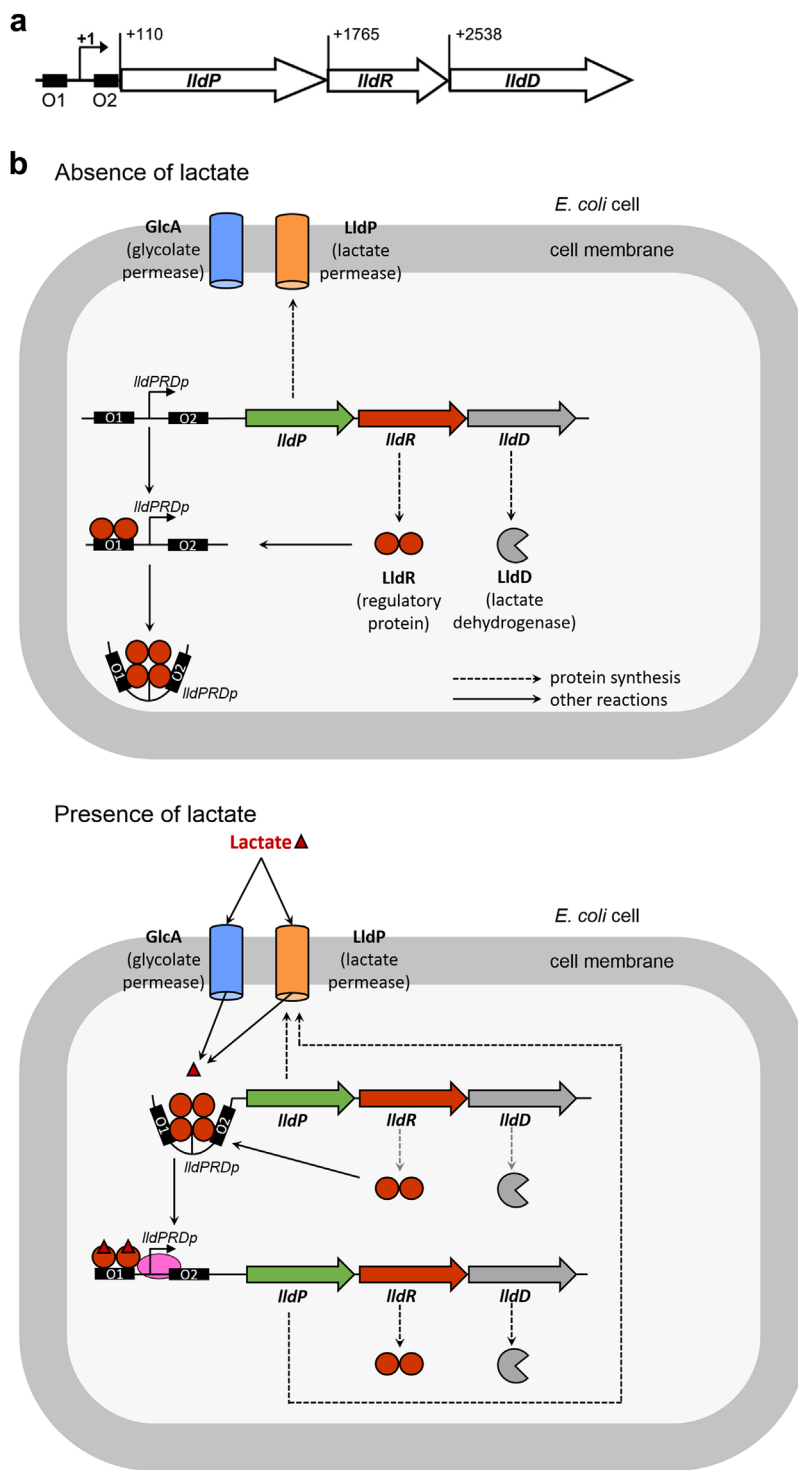 a
+1
+110
+1765
+2538
lldP
lldR
lldD
O1
O2
b
Absence of lactate
E. coli cell
GlcA
(glycolate
permease)
LldP
(lactate
permease)
cell membrane
lldPRDp
O1
O2
lldP
lldR
lldD
lldPRDp
O1
O2
LldR
(regulatory
protein)
LldD
(lactate
dehydrogenase)
O1
O2
lldPRDp
protein synthesis
other reactions
Presence of lactate
Lactate
E. coli cell
GlcA
(glycolate
permease)
LldP
(lactate
permease)
cell membrane
O1
O2
lldP
lldR
lldD
lldPRDp
lldPRDp
O1
O2
lldP
lldR
lldD